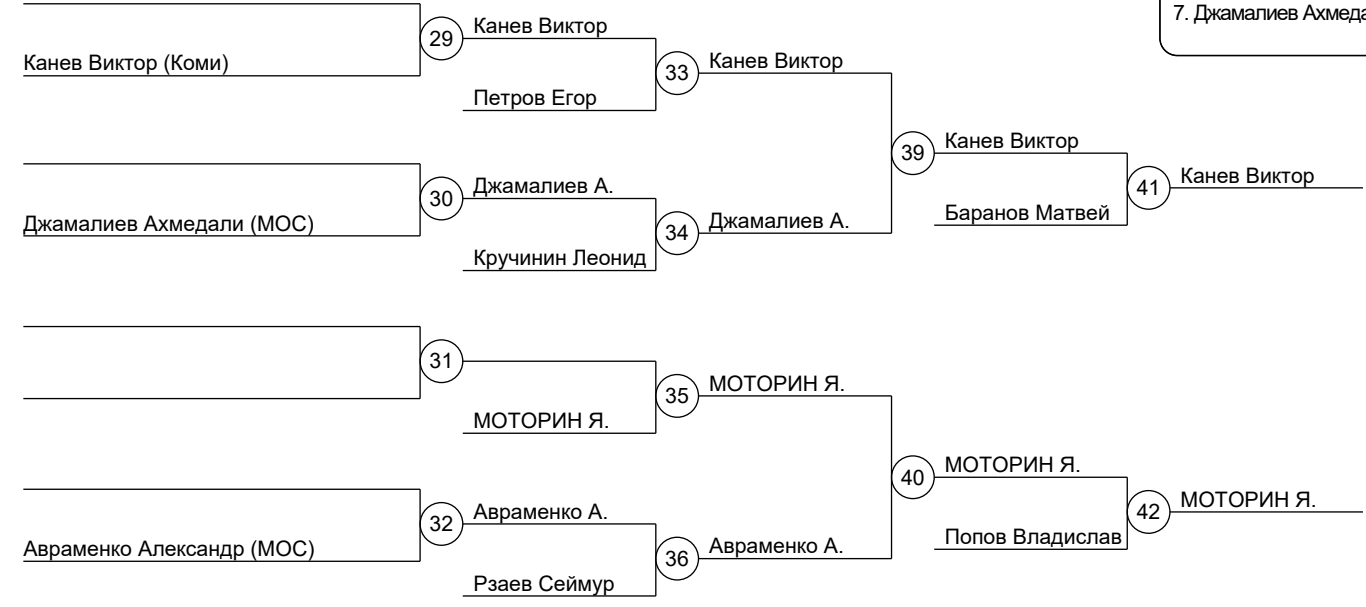 7. Джамалиев Ахмеда
Канев Виктор (Коми)
29
Канев Виктор
Петров Егор
33
Канев Виктор
Джамалиев Ахмедали (МОС)
30
Джамалиев А.
Кручинин Леонид
34
Джамалиев А.
39
Канев Виктор
Баранов Матвей
41
Канев Виктор
31
МОТОРИН Я.
35
МОТОРИН Я.
Авраменко Александр (МОС)
32
Авраменко А.
Рзаев Сеймур
36
Авраменко А.
40
МОТОРИН Я.
Попов Владислав
42
МОТОРИН Я.